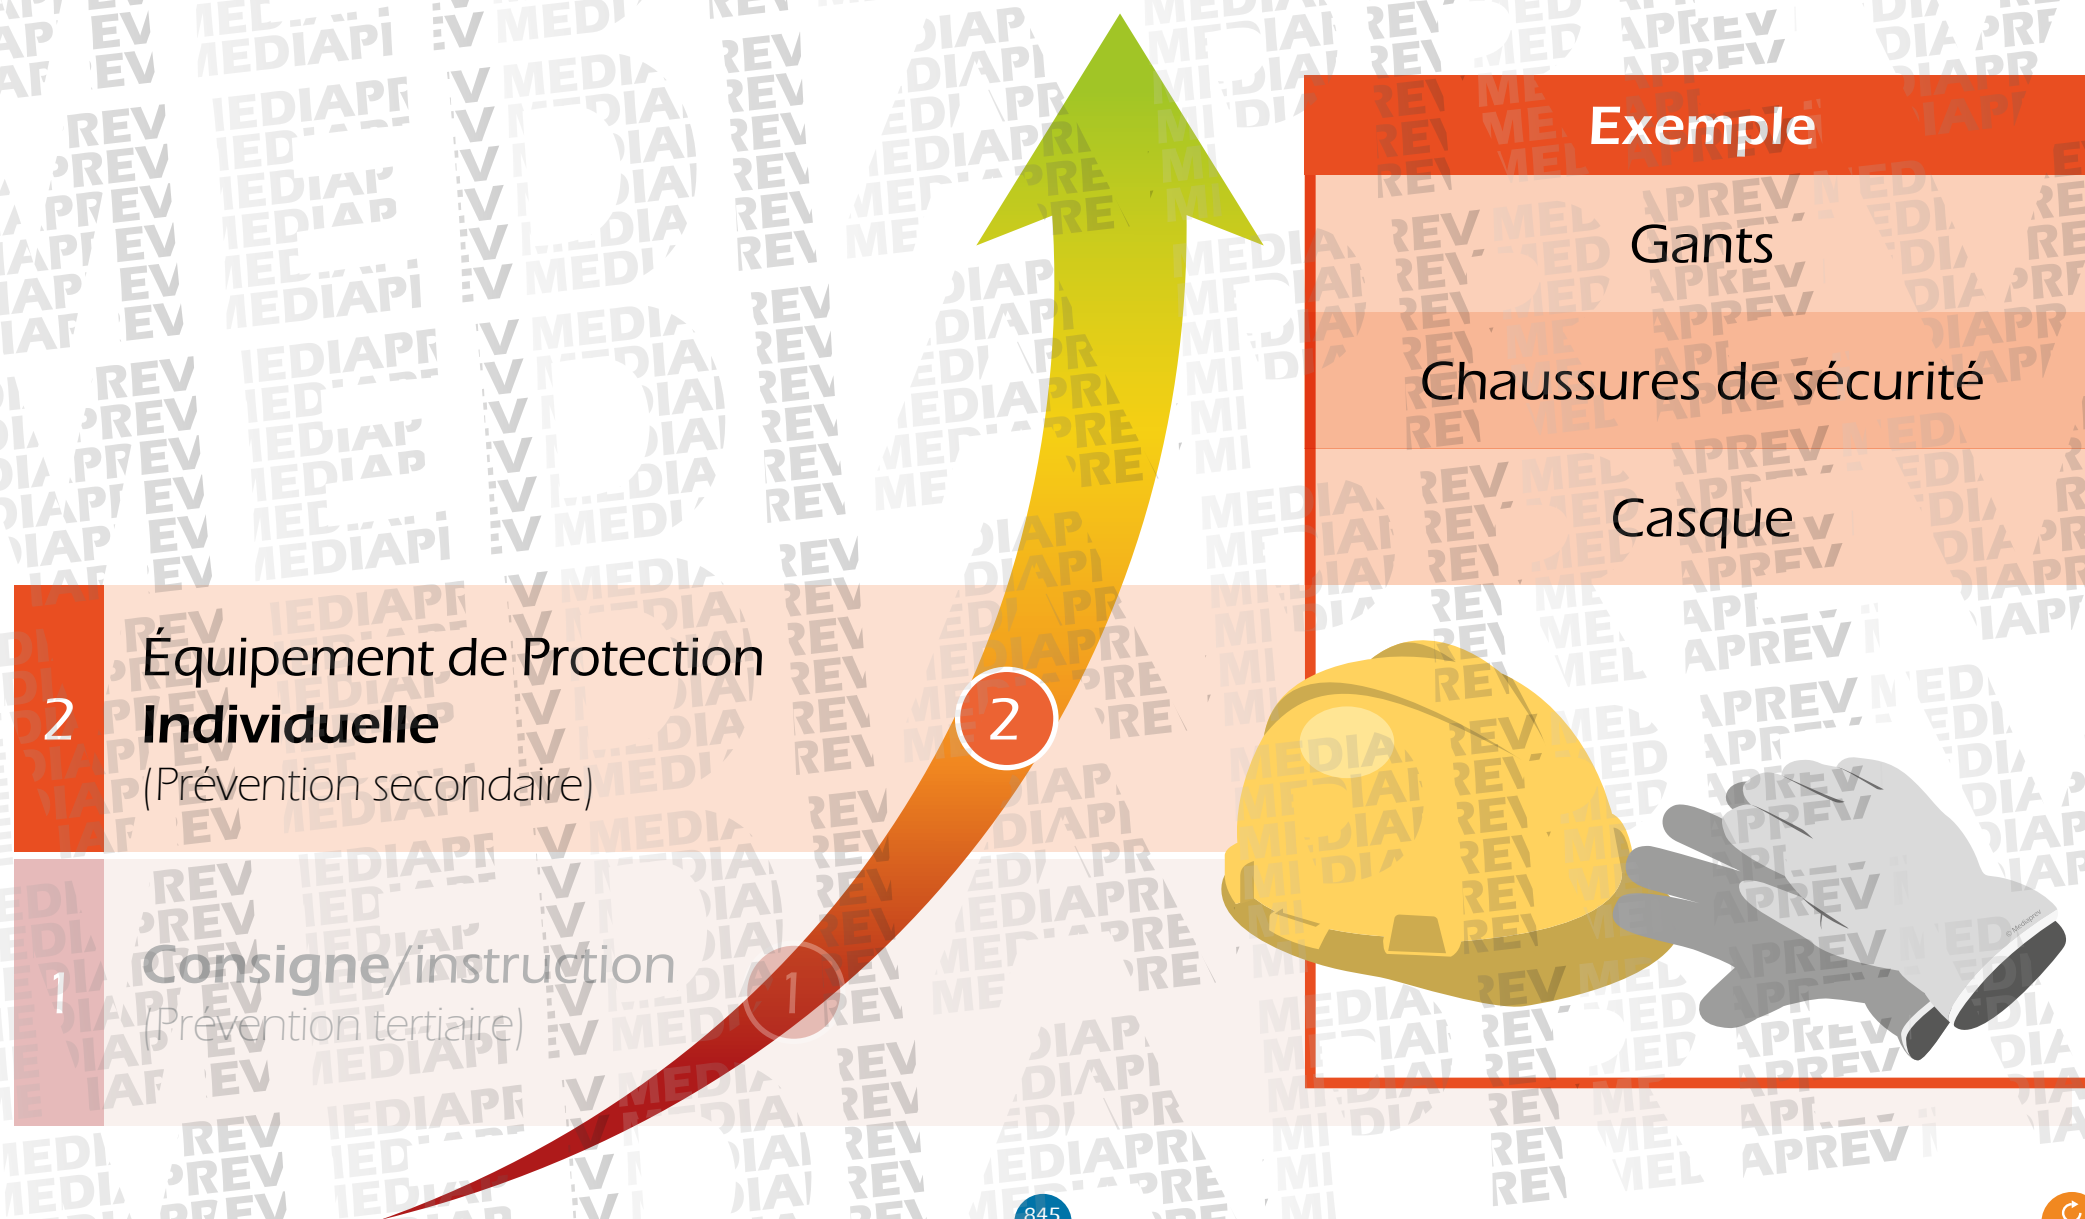 Exemple
Gants
Chaussures de sécurité
Casque
2
Équipement de Protection
Individuelle
(Prévention secondaire)
2
1
Consigne/instruction
(Prévention tertiaire)
1
© Mediaprev
845